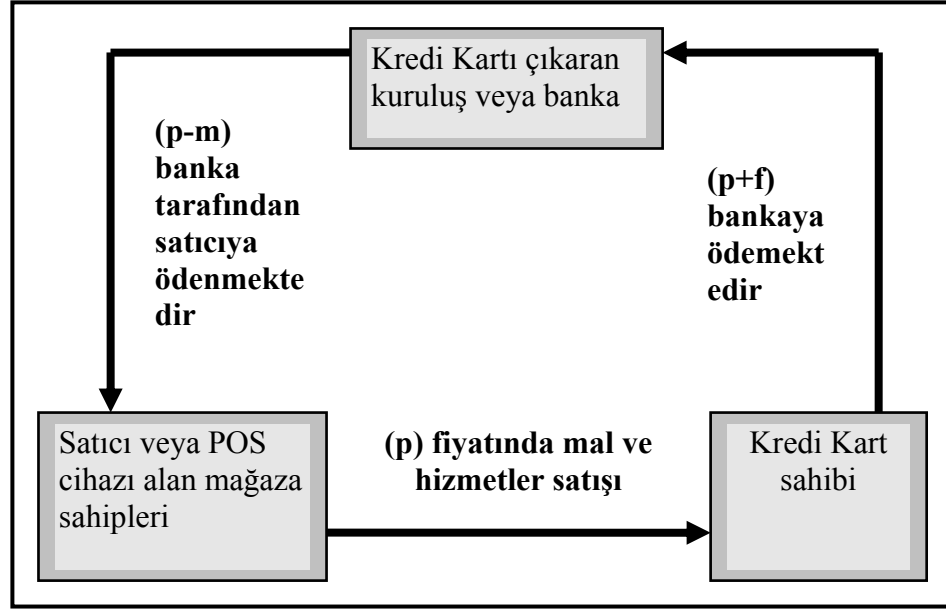 Kredi Kartı çıkaran
kuruluş veya banka
(p-m)
banka
tarafından
satıcıya
ödenmekte
dir
(p+f)
bankaya
ödemekt
edir
Satıcı veya POS
cihazı alan mağaza
sahipleri
(p) fiyatında mal ve
hizmetler satışı
Kredi Kart
sahibi